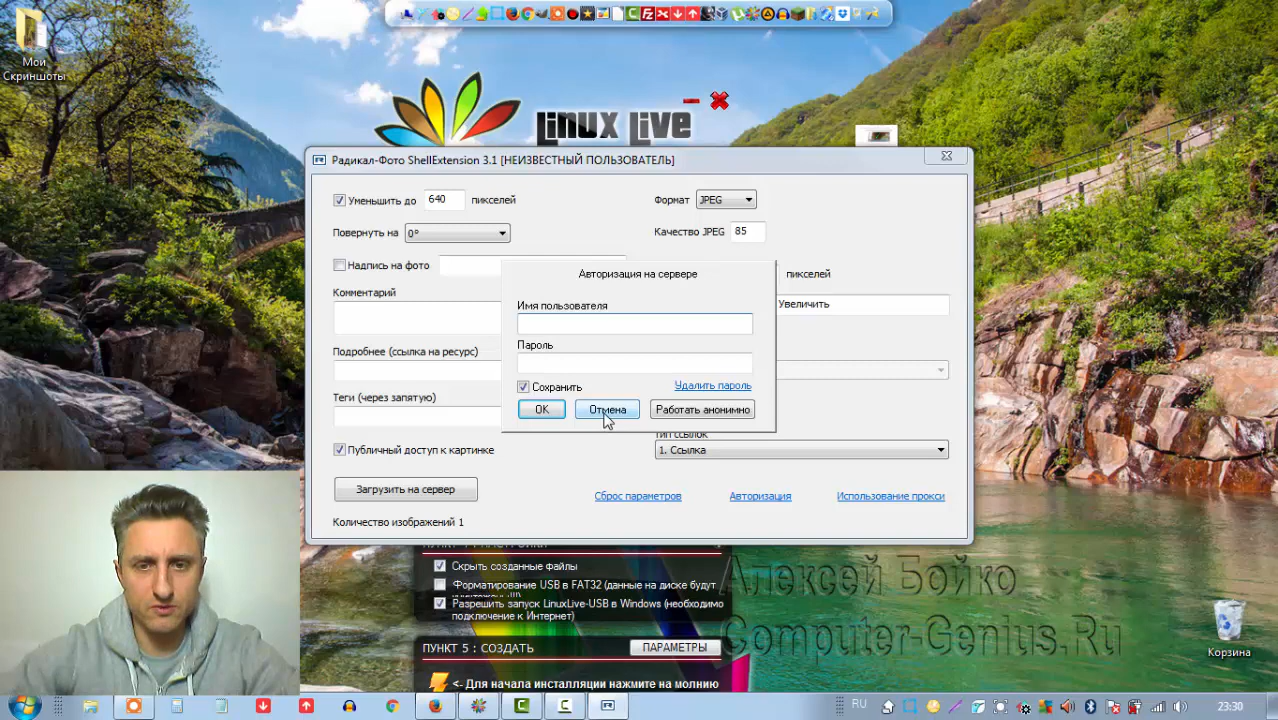 Мои
Скриншоты
Linux Live
Радикал-Фото ShellExtension 3.1 [НЕИЗВЕСТНЫЙ ПОЛЬЗОВАТЕЛЬ]
Уменьшить до 640 пикселей
Формат JPEG
Повернуть на 0°
Качество JPEG 85
Надпись на фото
Авторизация на сервере
пикселей
Комментарий
Имя пользователя
Увеличить
Пароль
Подробнее (ссылка на ресурс)
Сохранить
Удалить пароль
Теги (через запятую)
OK
Отмена
Работать анонимно
Тип ссылок
Публичный доступ к картинке
1. Ссылка
Загрузить на сервер
Сброс параметров
Авторизация
Использование прокси
Количество изображений 1
Скрыть созданные файлы
Форматирование USB в FAT32 (данные на диске будут
Разрешить запуск LinuxLive-USB в Windows (необходимо
подключение к Интернет)
Алексей Бойко
Computer-Genius.Ru
ПУНКТ 5 : СОЗДАТЬ
ПАРАМЕТРЫ
<- Для начала инсталляции нажмите на молнию
Корзина
RU
23:30